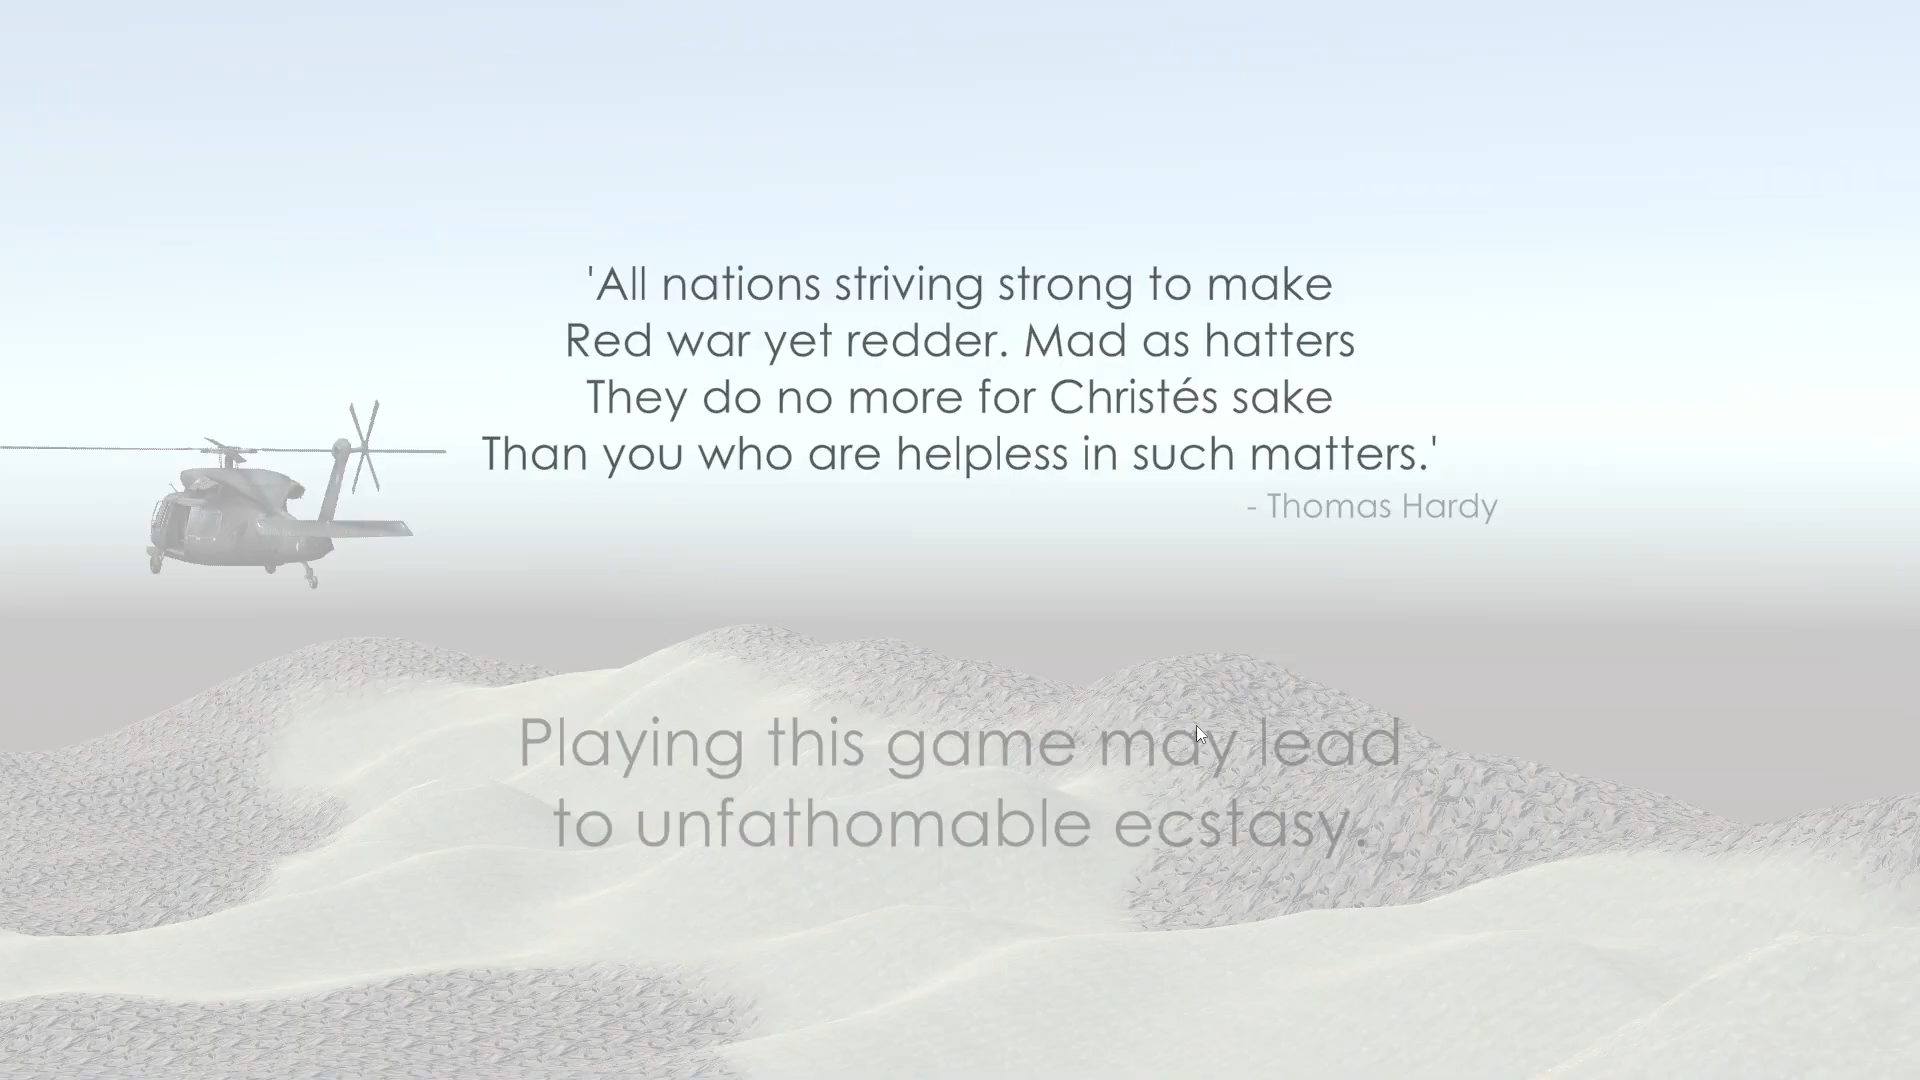 'All nations striving strong to make
Red war yet redder. Mad as hatters
They do no more for Christés sake
Than you who are helpless in such matters.'
- Thomas Hardy
Playing this game may lead
to unfathomable ecstasy.